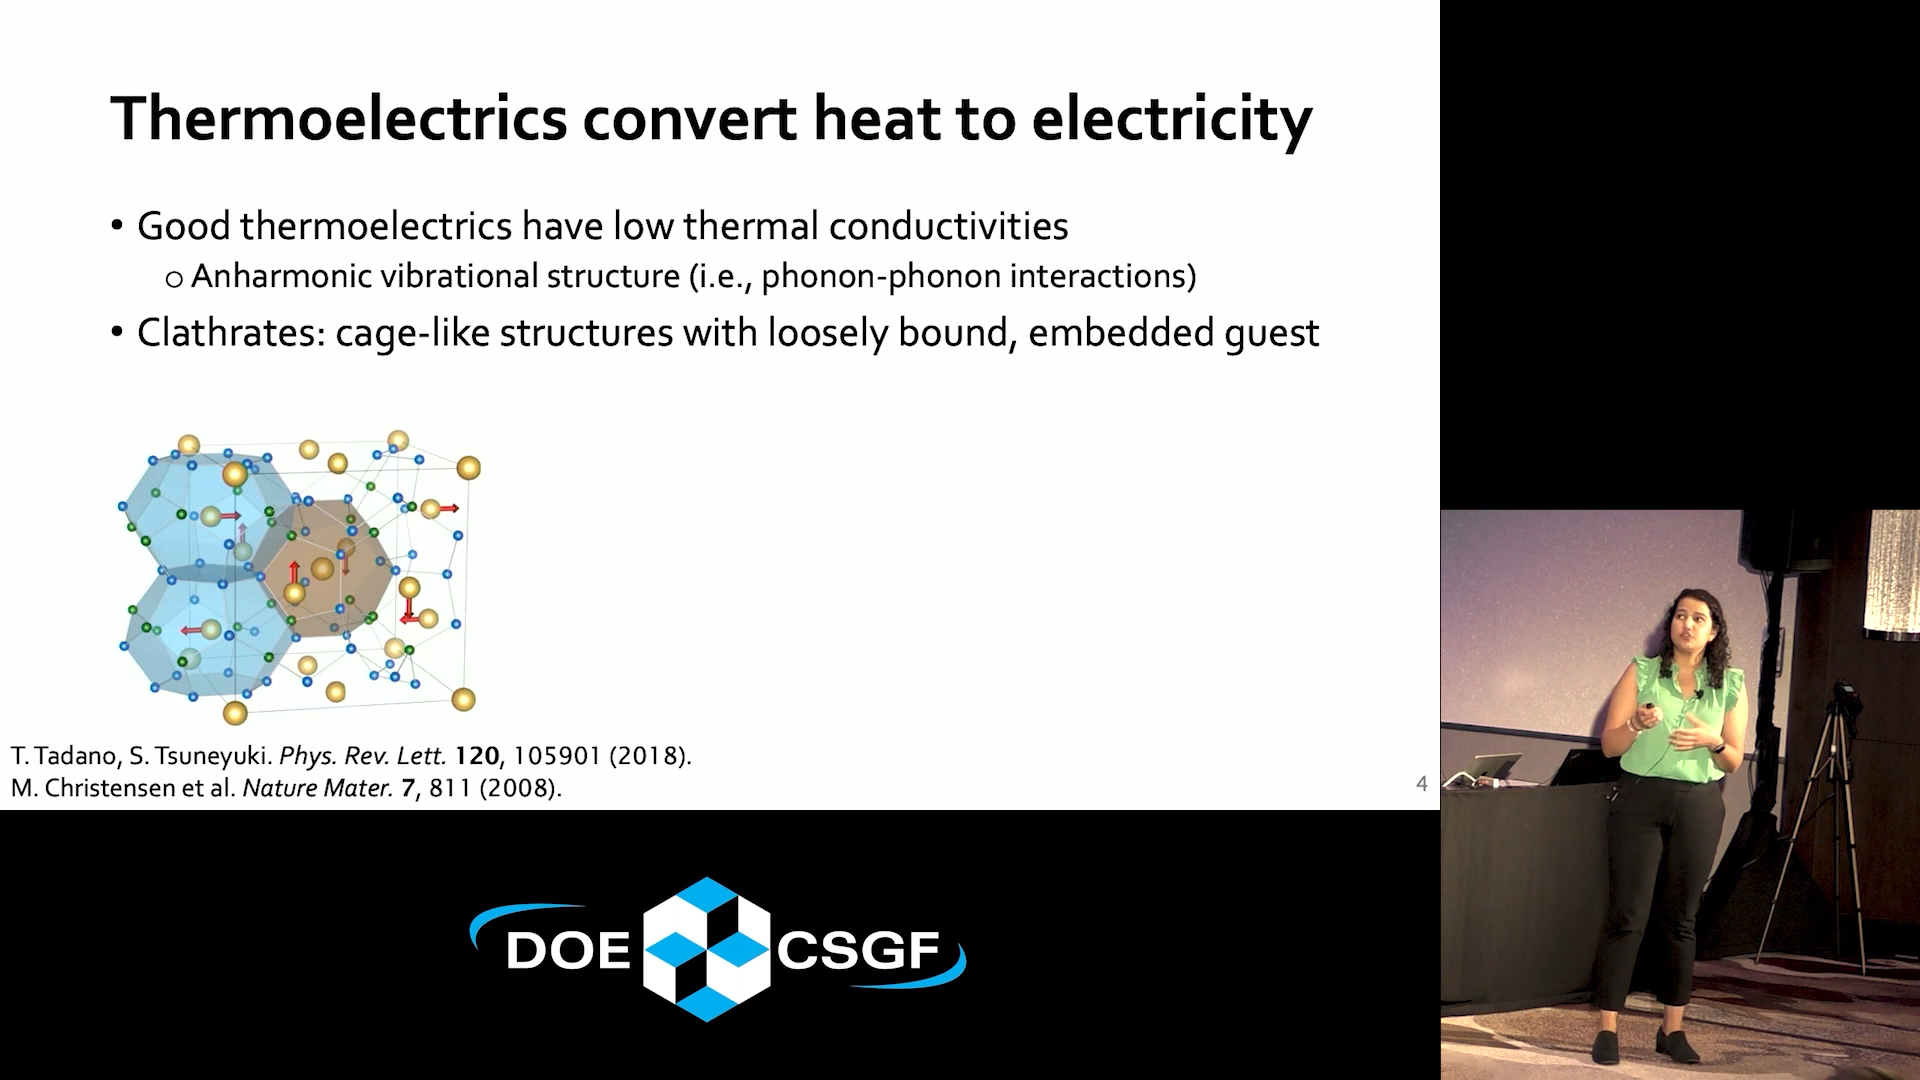 Thermoelectrics convert heat to electricity
• Good thermoelectrics have low thermal conductivities
o Anharmonic vibrational structure (i.e., phonon-phonon interactions)
• Clathrates: cage-like structures with loosely bound, embedded guest
T. Tadano, S. Tsuneyuki. Phys. Rev. Lett. 120, 105901 (2018).
M. Christensen et al. Nature Mater. 7, 811 (2008).
4
DOE CSGF